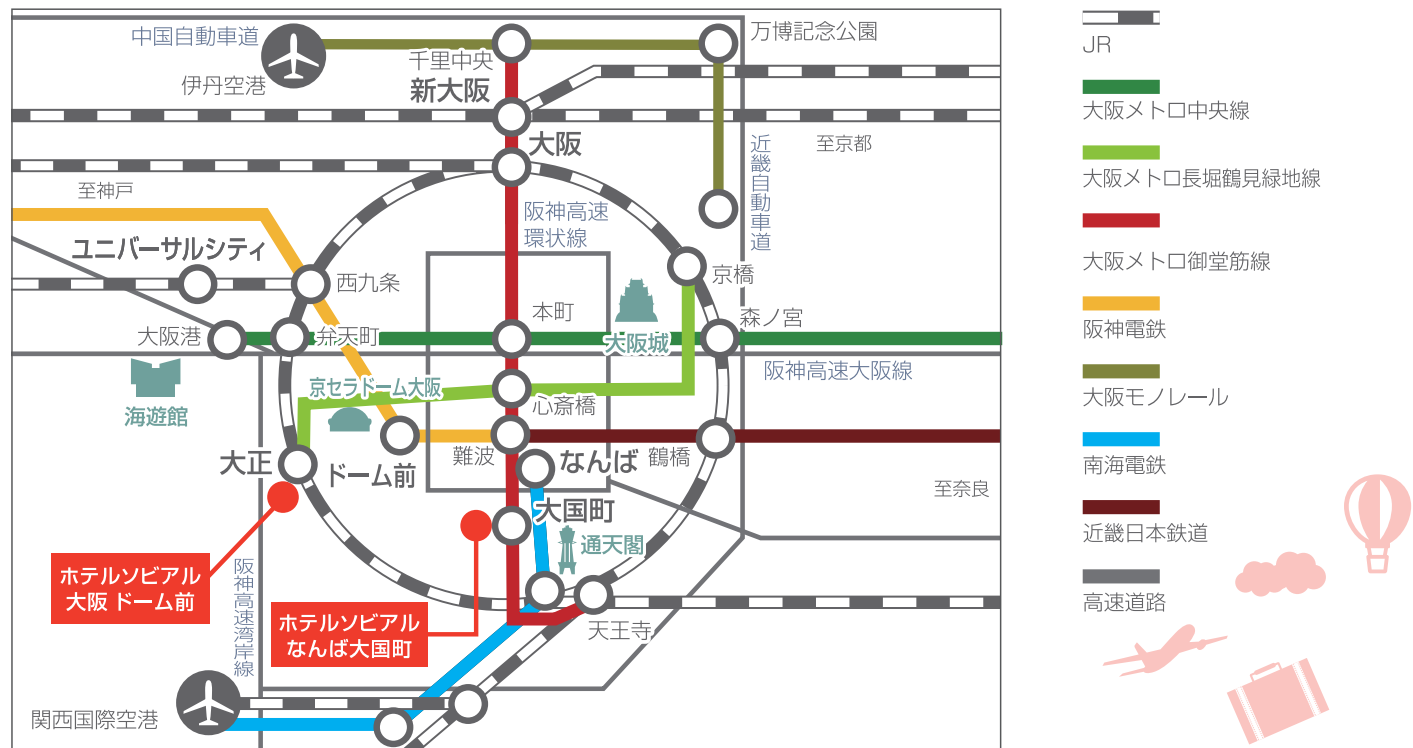 中国自動車道
伊丹空港
千里中央
万博記念公園
新大阪
大阪
至京都
近畿自動車道
至神戸
阪神高速
環状線
ユニバーサルシティ
西九条
京橋
大阪港
弁天町
本町
森ノ宮
大阪城
阪神高速大阪線
海遊館
京セラドーム大阪
心斎橋
大正
ドーム前
難波
なんば
鶴橋
至奈良
大国町
通天閣
ホテルソビアル
大阪 ドーム前
阪神高速湾岸線
ホテルソビアル
なんば大国町
天王寺
関西国際空港
JR
大阪メトロ中央線
大阪メトロ長堀鶴見緑地線
大阪メトロ御堂筋線
阪神電鉄
大阪モノレール
南海電鉄
近畿日本鉄道
高速道路